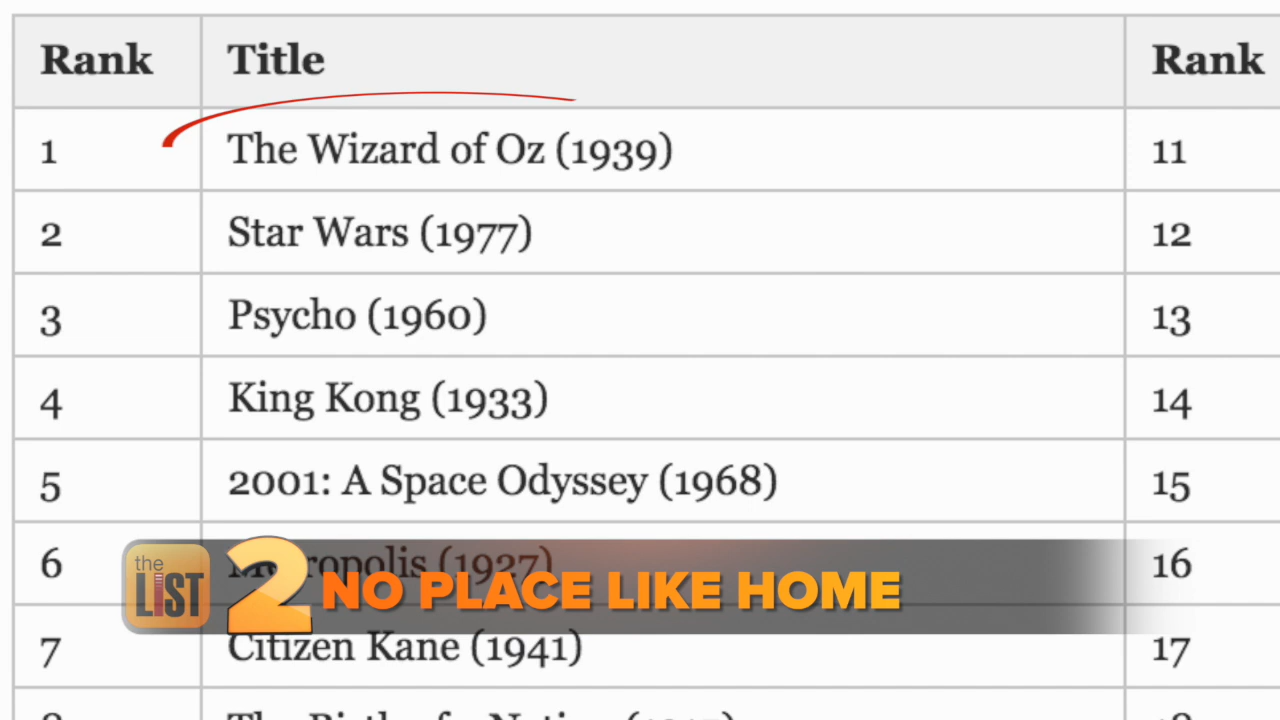 Rank Title Rank
1 The Wizard of Oz (1939) 11
2 Star Wars (1977) 12
3 Psycho (1960) 13
4 King Kong (1933) 14
5 2001: A Space Odyssey (1968) 15
6 Metropolis (1927) 16
the LIST 2 NO PLACE LIKE HOME
7 Citizen Kane (1941) 17